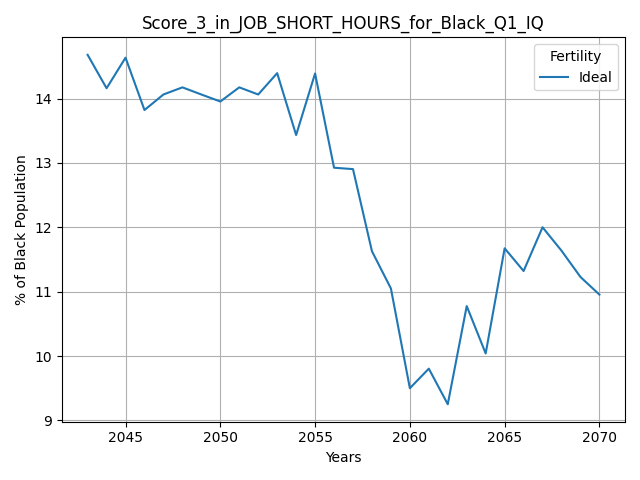 Score_3_in_JOB_SHORT_HOURS_for_Black_Q1_IQ
Fertility
Ideal
% of Black Population
14
13
12
11
10
9
2045 2050 2055 2060 2065 2070
Years